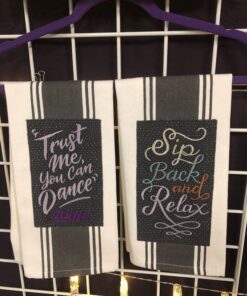 "Trust
Me,
You Can
Dance"
Sip
Back
and
Relax